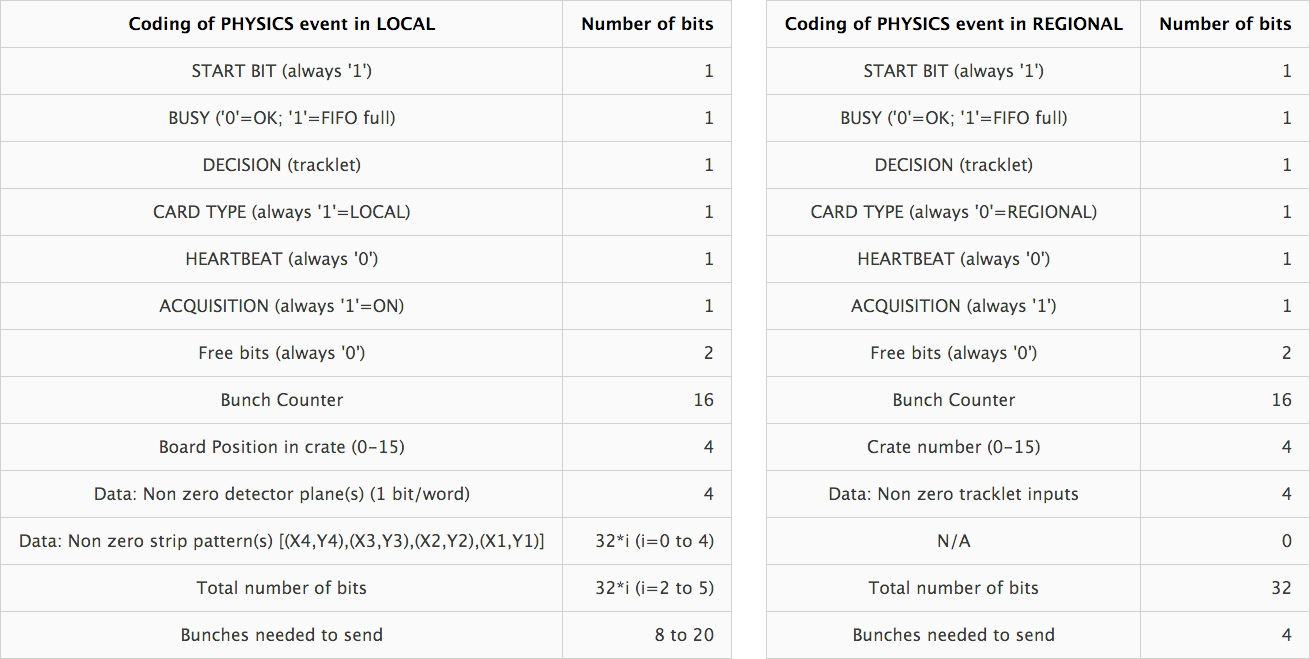 Coding of PHYSICS event in LOCAL Number of bits
START BIT (always '1') 1
BUSY ('0'=OK; '1'=FIFO full) 1
DECISION (tracklet) 1
CARD TYPE (always '1'=LOCAL) 1
HEARTBEAT (always '0') 1
ACQUISITION (always '1'=ON) 1
Free bits (always '0') 2
Bunch Counter 16
Board Position in crate (0-15) 4
Data: Non zero detector plane(s) (1 bit/word) 4
Data: Non zero strip pattern(s) [(X4,Y4),(X3,Y3),(X2,Y2),(X1,Y1)] 32*i (i=0 to 4)
Total number of bits 32*i (i=2 to 5)
Bunches needed to send 8 to 20
Coding of PHYSICS event in REGIONAL Number of bits
START BIT (always '1') 1
BUSY ('0'=OK; '1'=FIFO full) 1
DECISION (tracklet) 1
CARD TYPE (always '0'=REGIONAL) 1
HEARTBEAT (always '0') 1
ACQUISITION (always '1') 1
Free bits (always '0') 2
Bunch Counter 16
Crate number (0-15) 4
Data: Non zero tracklet inputs 4
N/A 0
Total number of bits 32
Bunches needed to send 4